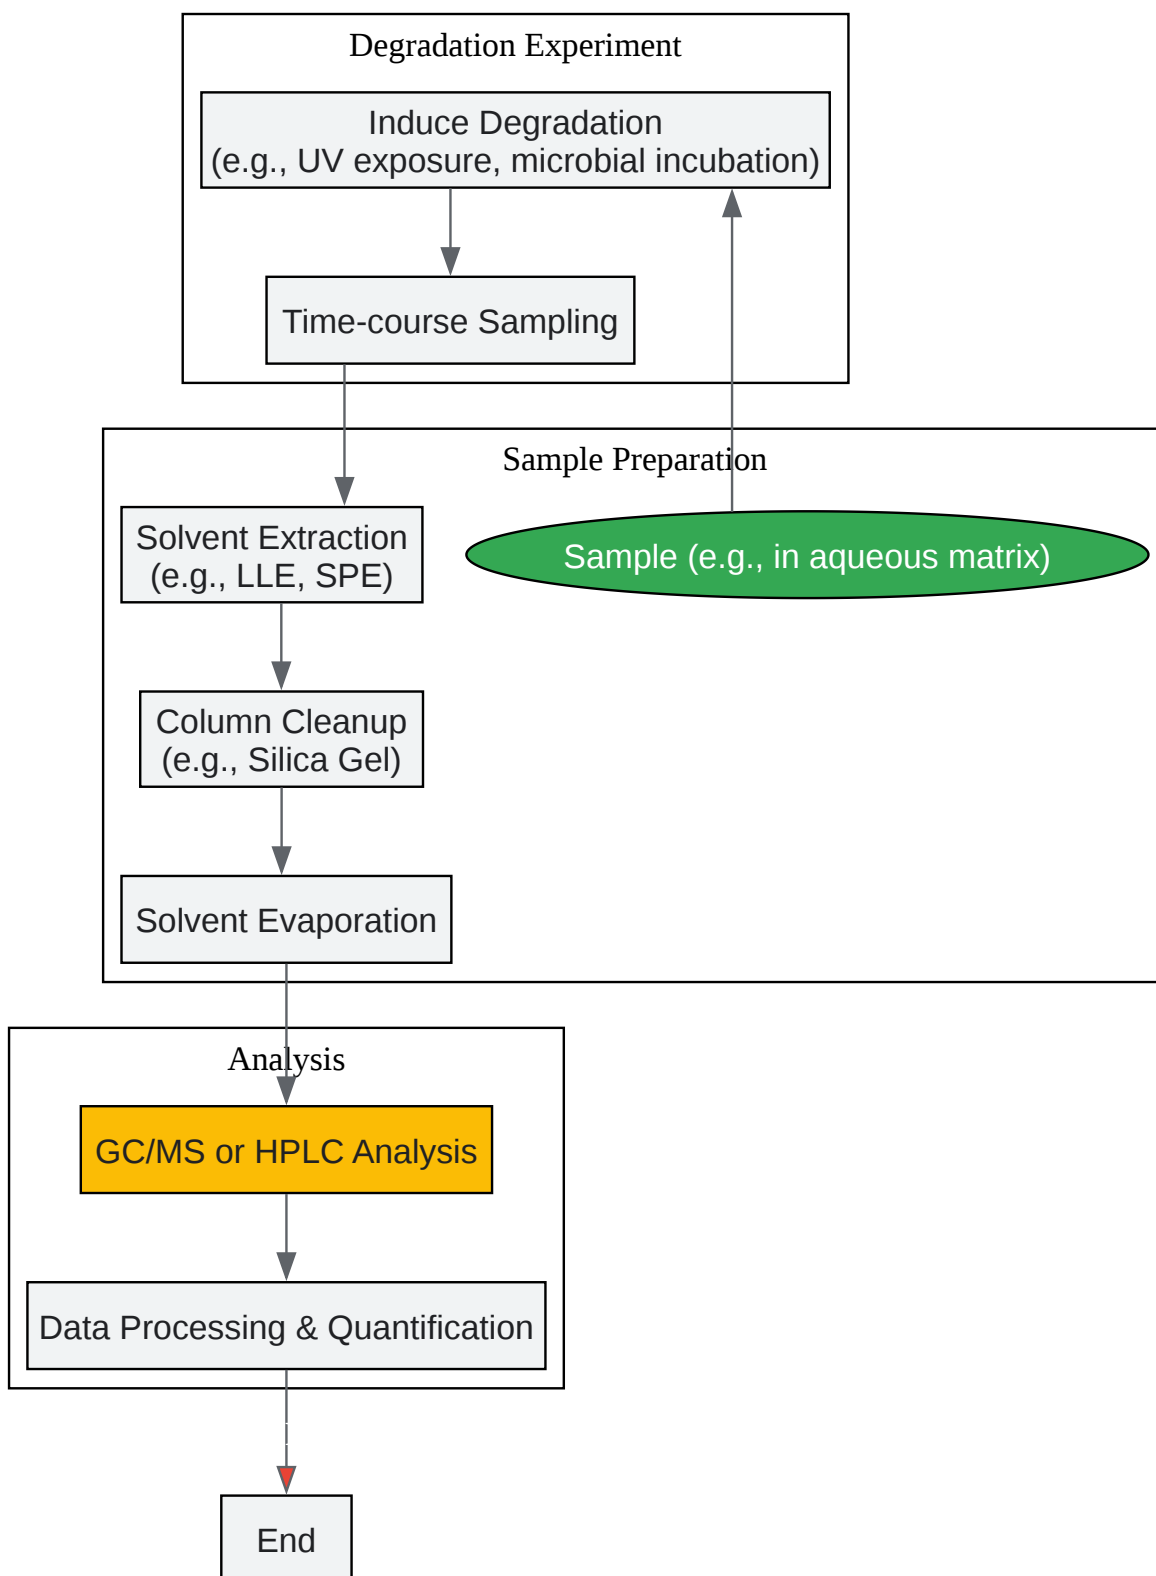 Degradation Experiment
Induce Degradation
(e.g., UV exposure, microbial incubation)
Time-course Sampling
Sample Preparation
Solvent Extraction
(e.g., LLE, SPE)
Sample (e.g., in aqueous matrix)
Column Cleanup
(e.g., Silica Gel)
Solvent Evaporation
Analysis
GC/MS or HPLC Analysis
Data Processing & Quantification
End